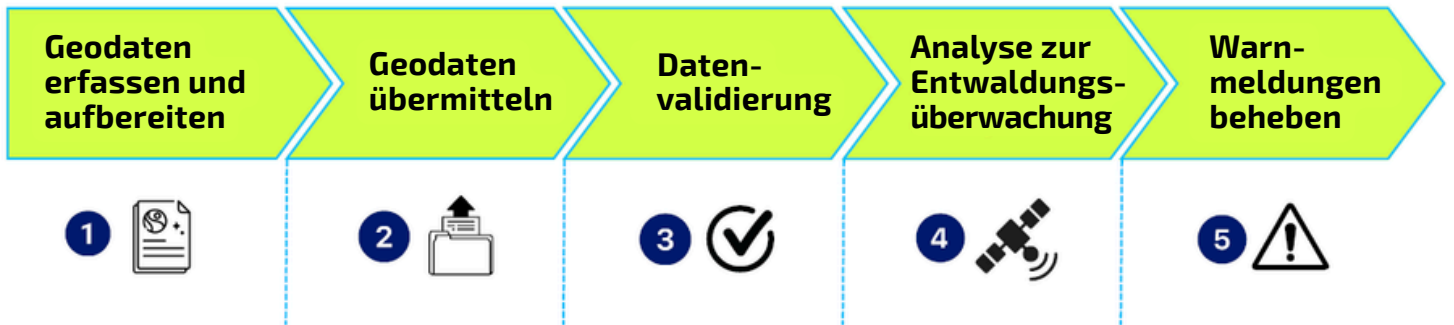 Geodaten
erfassen und
aufbereiten
Geodaten
übermitteln
Daten-
validierung
Analyse zur
Entwaldungs-
überwachung
Warn-
meldungen
beheben
1
2
3
4
5